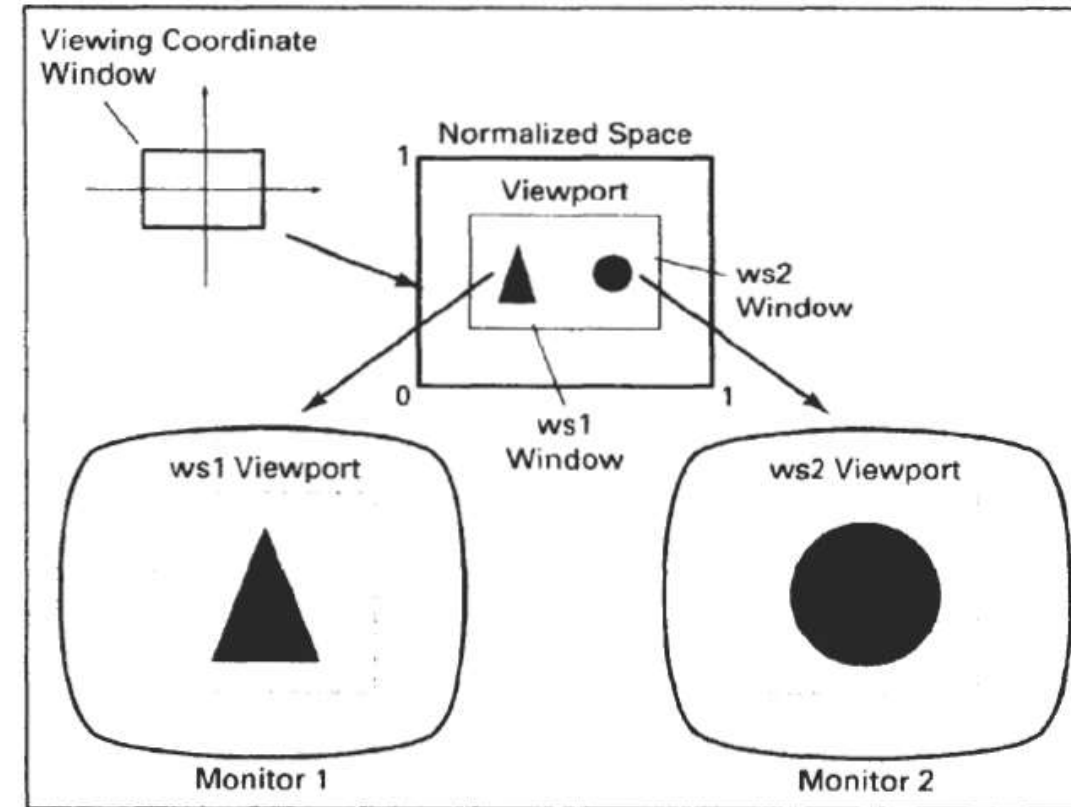 Viewing Coordinate
Window
Normalized Space
1
Viewport
ws2
Window
0
1
ws1
Window
ws1 Viewport
ws2 Viewport
Monitor 1
Monitor 2